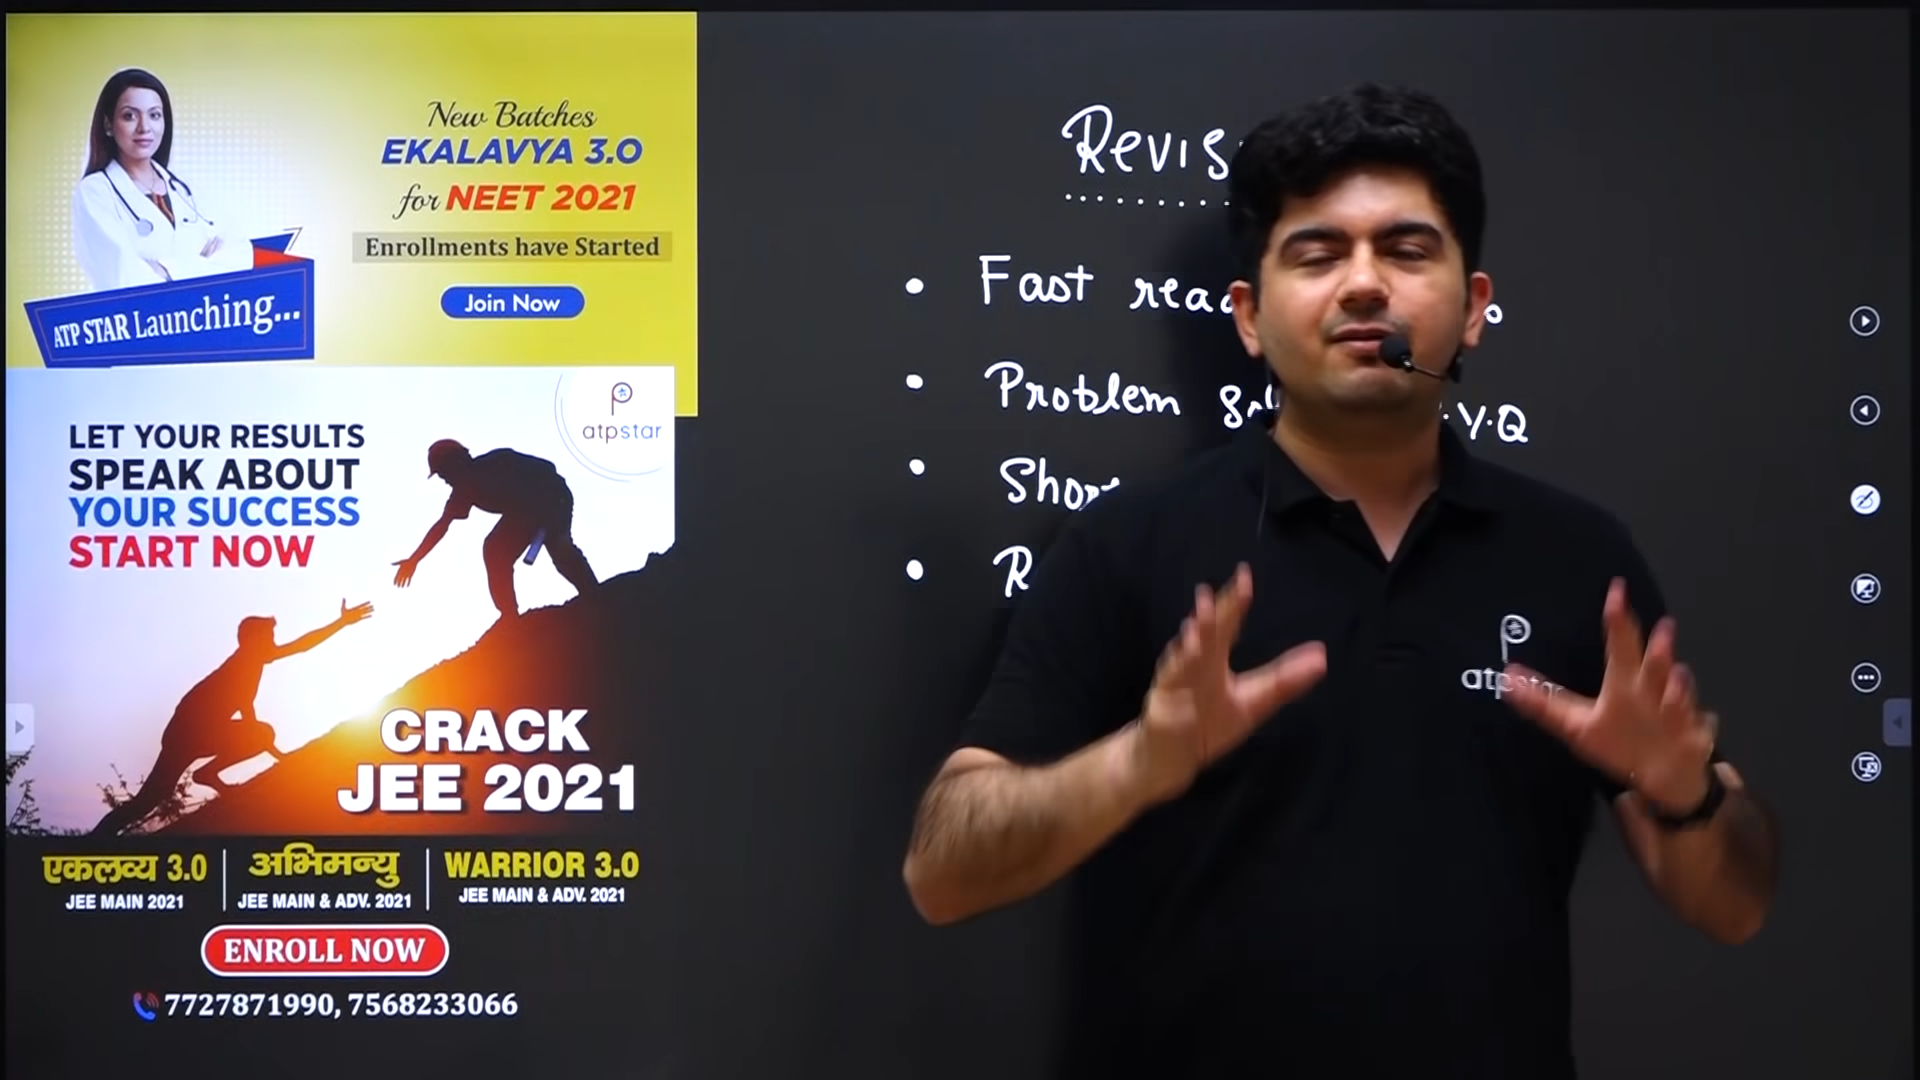 New Batches
EKALAVYA 3.0
for NEET 2021
Enrollments have Started
Join Now
ATP STAR Launching...
atpstar
LET YOUR RESULTS
SPEAK ABOUT
YOUR SUCCESS
START NOW
CRACK
JEE 2021
एकलव्य 3.0
JEE MAIN 2021
अभिमन्यु
JEE MAIN & ADV. 2021
WARRIOR 3.0
JEE MAIN & ADV. 2021
ENROLL NOW
7727871990, 7568233066
Fast
Problem
Y.Q
atpstar